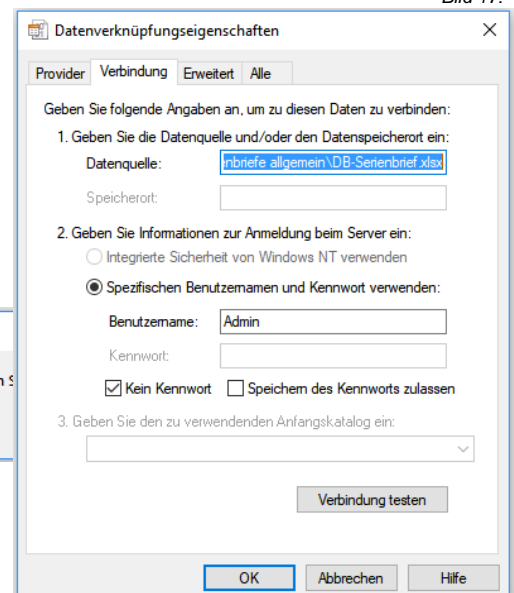 Bild 17:
Datenverknüpfungseigenschaften
Provider Verbindung Erweitert Alle
Geben Sie folgende Angaben an, um zu diesen Daten zu verbinden:
1. Geben Sie die Datenquelle und/oder den Datenspeicherort ein:
Datenquelle: enbriefe allgemein\DB-Serienbrief.xlsx
Speicherort:
2. Geben Sie Informationen zur Anmeldung beim Server ein:
Integrierte Sicherheit von Windows NT verwenden
Spezifischen Benutzernamen und Kennwort verwenden:
Benutzername: Admin
Kennwort:
Kein Kennwort Speichern des Kennworts zulassen
3. Geben Sie den zu verwendenden Anfangskatalog ein:
Verbindung testen
OK Abbrechen Hilfe